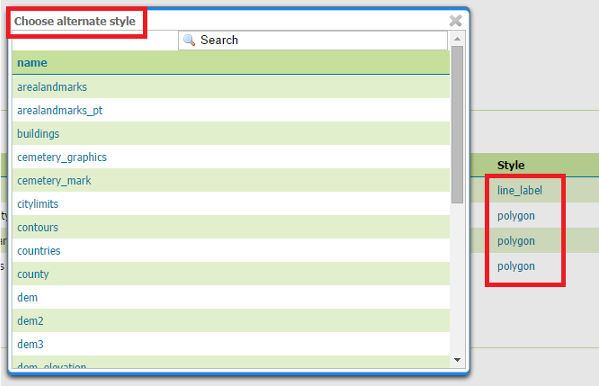 Choose alternate style
Search
name
arealandmarks
arealandmarks_pt
buildings
cemetery_graphics
cemetery_mark
citylimits
contours
countries
county
dem
dem2
dem3
dem_elevation
Style
line_label
polygon
polygon
polygon